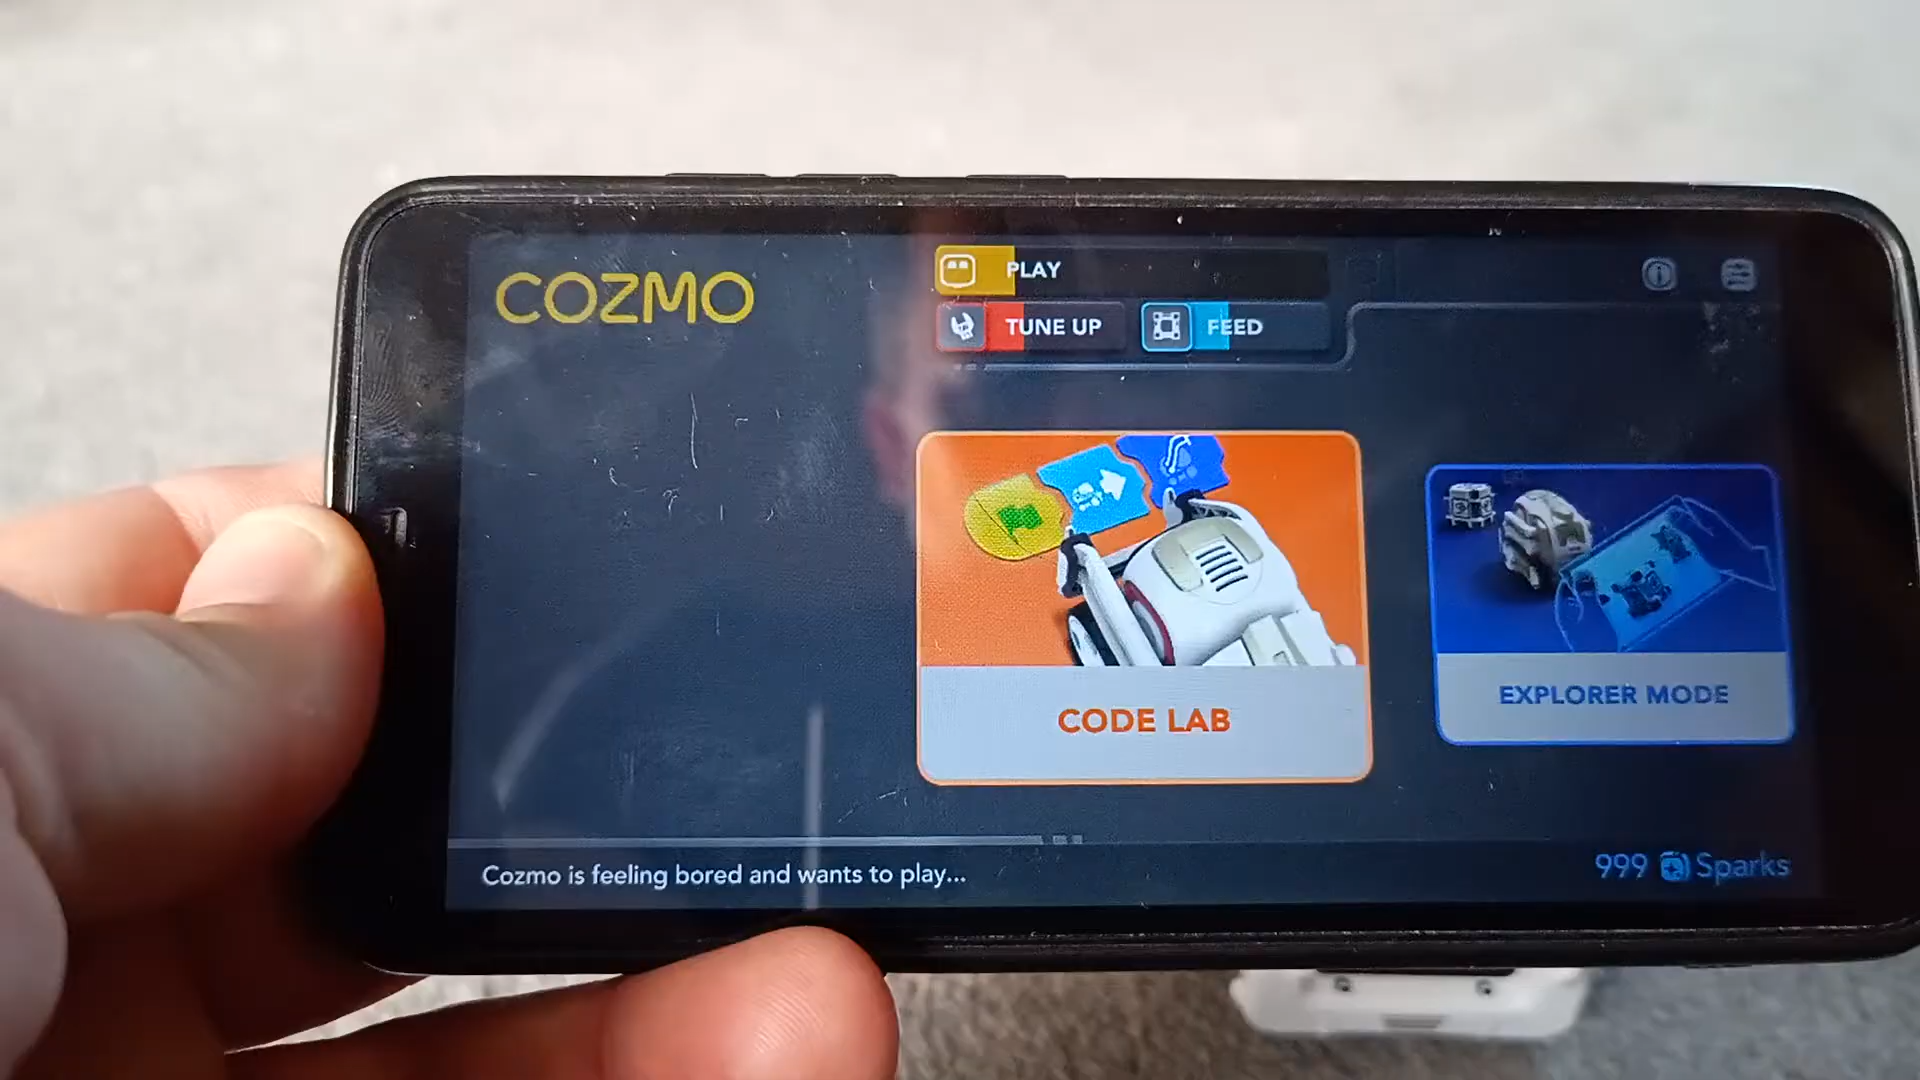 COZMO
PLAY
TUNE UP
FEED
CODE LAB
EXPLORER MODE
Cozmo is feeling bored and wants to play...
999 Sparks